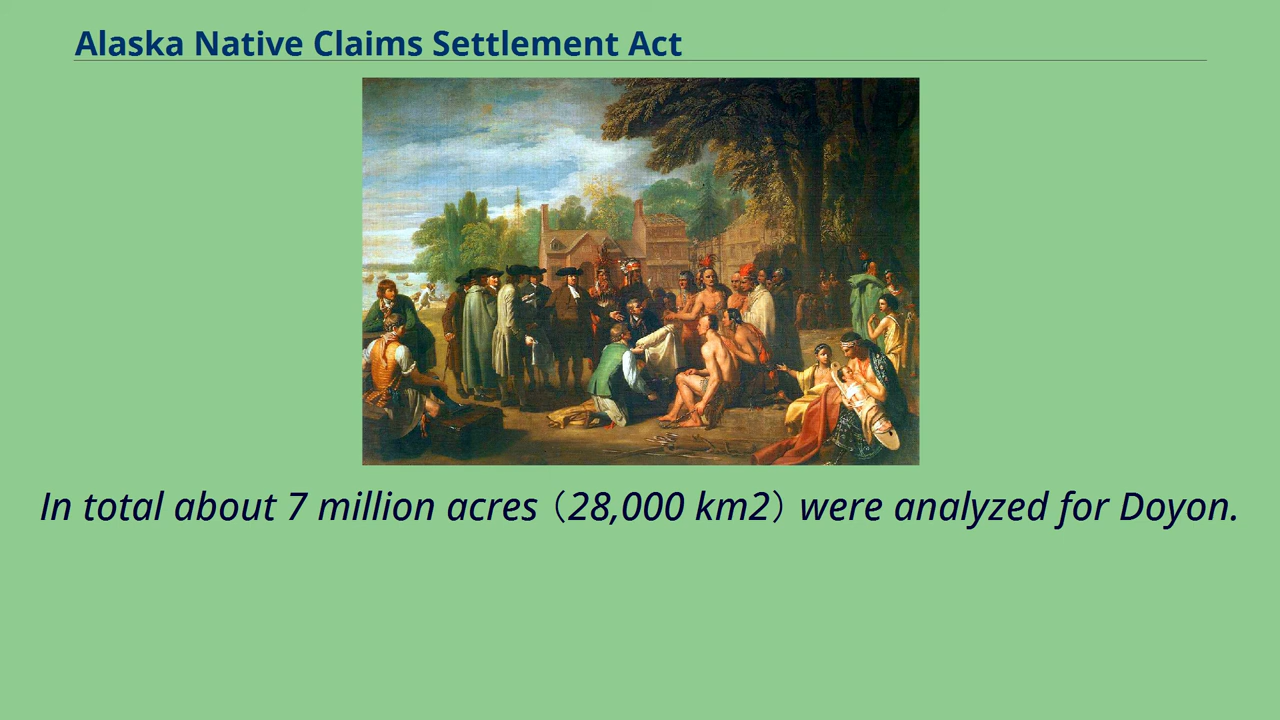 Alaska Native Claims Settlement Act
In total about 7 million acres（28,000 km2）were analyzed for Doyon.